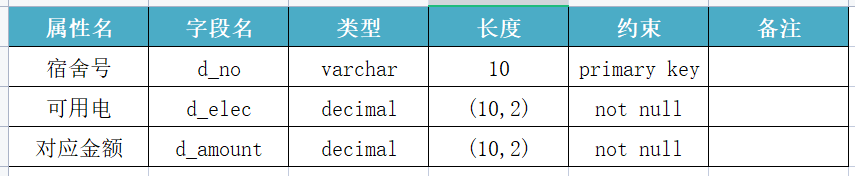 属性名 字段名 类型 长度 约束 备注
宿舍号 d_no varchar 10 primary key
可用电 d_elec decimal (10,2) not null
对应金额 d_amount decimal (10,2) not null